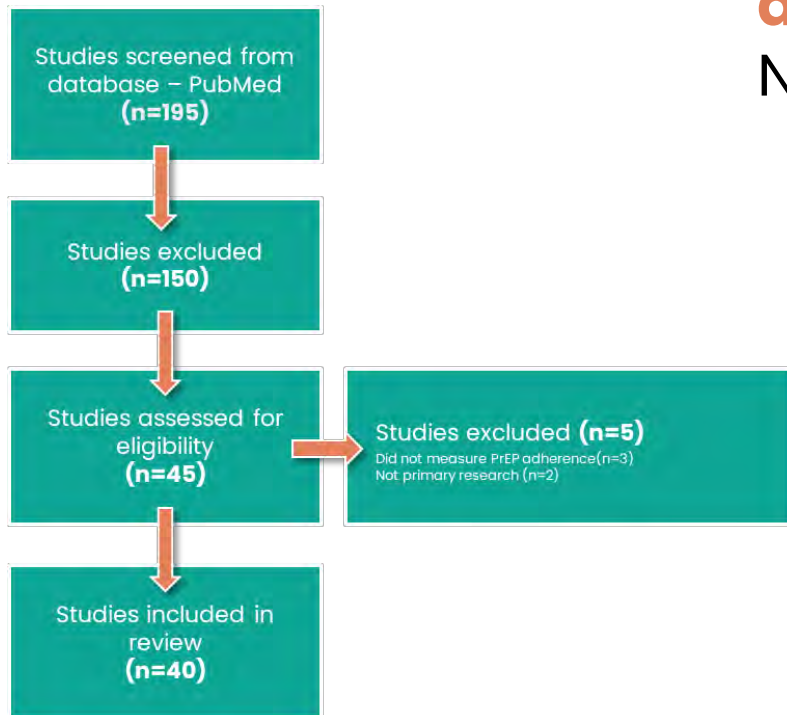 Studies screened from
database – PubMed
(n=195)
Studies excluded
(n=150)
Studies assessed for
eligibility
(n=45)
Studies excluded (n=5)
Did not measure PrEP adherence(n=3)
Not primary research (n=2)
Studies included in
review
(n=40)